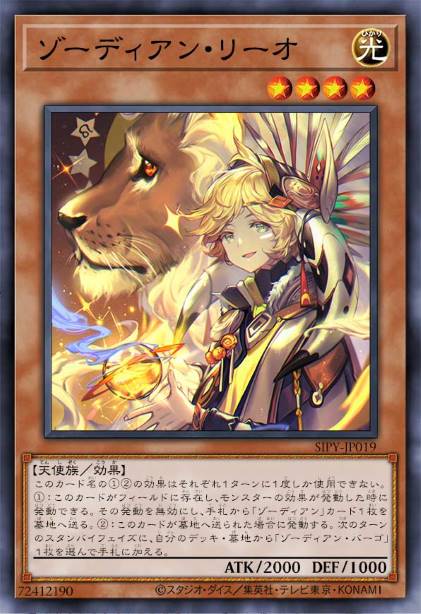 ゾーディアン・リーオ
光
SIPY-JP019
【天使族／効果】
このカード名の①②の効果はそれぞれ1ターンに1度しか使用できない。
①：このカードがフィールドに存在し、モンスターの効果が発動した時に
発動できる。その発動を無効にし、手札から「ゾーディアン」カード1枚を
墓地へ送る。②：このカードが墓地へ送られた場合に発動する。次のターン
のスタンバイフェイズに、自分のデッキ・墓地から「ゾーディアン・バーゴ」
1枚を選んで手札に加える。
ATK/2000 DEF/1000
72412190 ©スタジオ・ダイス／集英社・テレビ東京・KONAMI